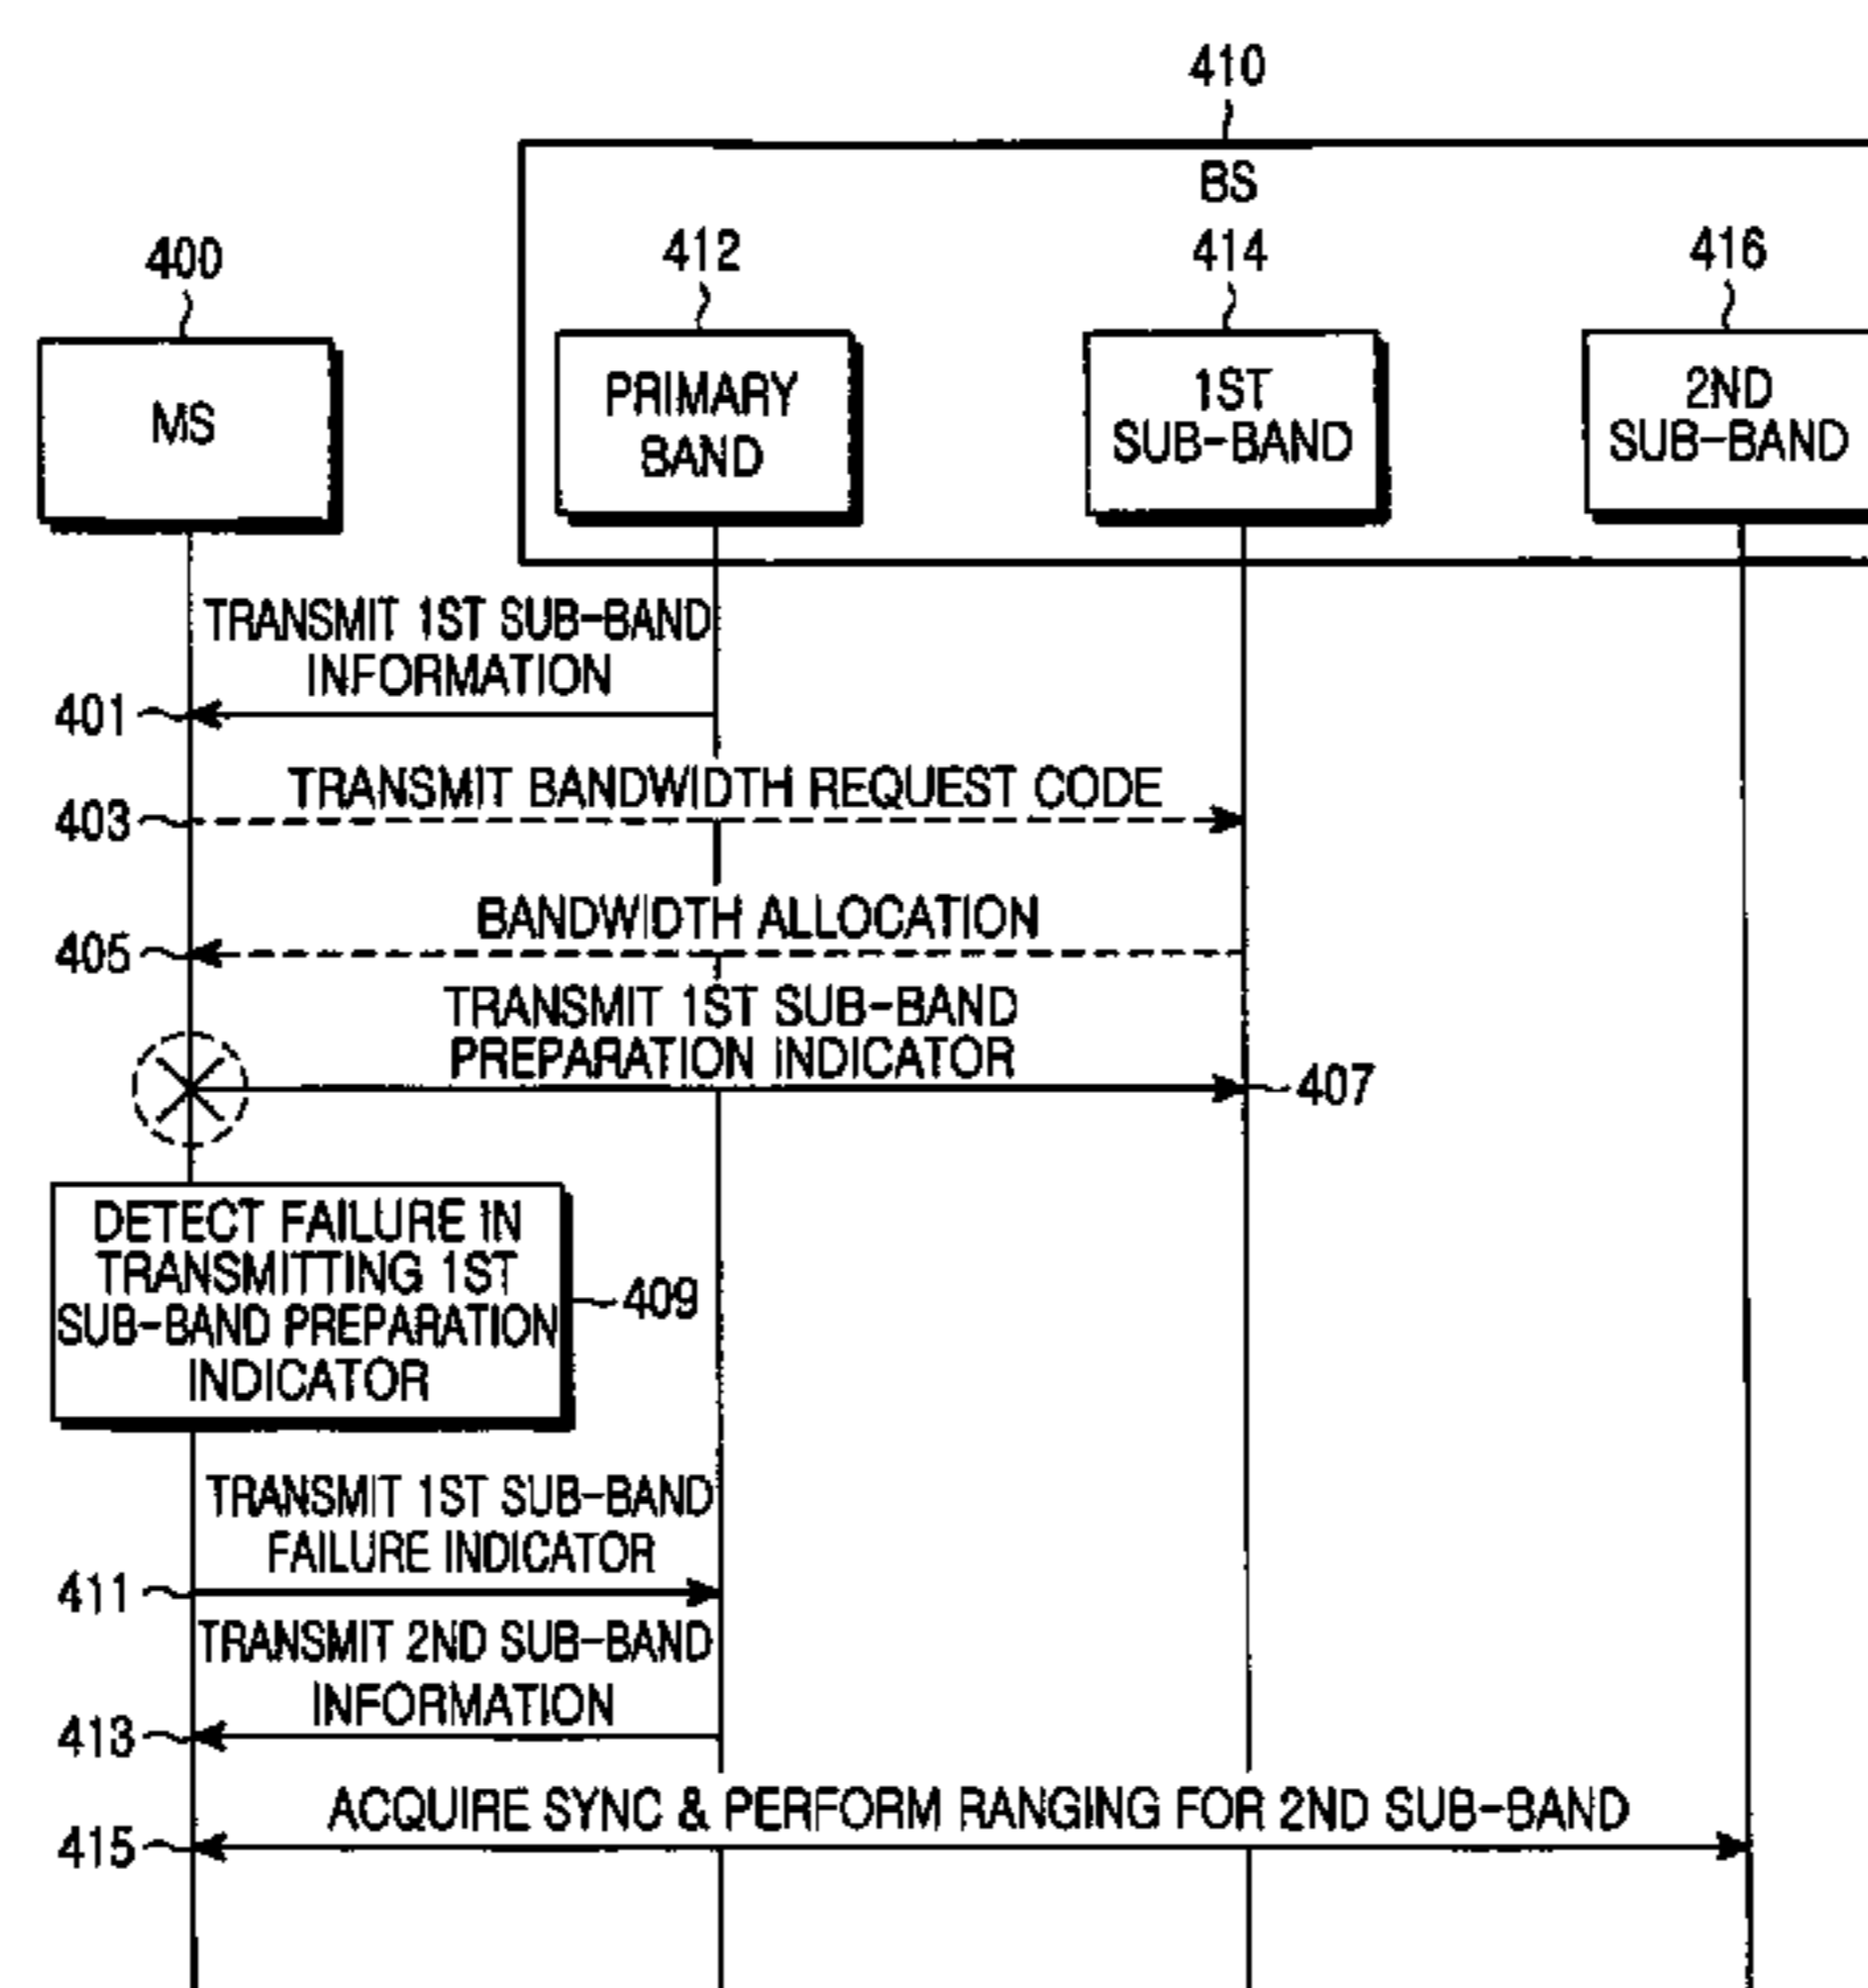 410
BS
400
412
414
416
MS
PRIMARY
BAND
1ST
SUB-BAND
2ND
SUB-BAND
TRANSMIT 1ST SUB-BAND
INFORMATION
401
TRANSMIT BANDWIDTH REQUEST CODE
403
BANDWIDTH ALLOCATION
405
TRANSMIT 1ST SUB-BAND
PREPARATION INDICATOR
407
DETECT FAILURE IN
TRANSMITTING 1ST
SUB-BAND PREPARATION
INDICATOR
409
TRANSMIT 1ST SUB-BAND
FAILURE INDICATOR
411
TRANSMIT 2ND SUB-BAND
INFORMATION
413
ACQUIRE SYNC & PERFORM RANGING FOR 2ND SUB-BAND
415